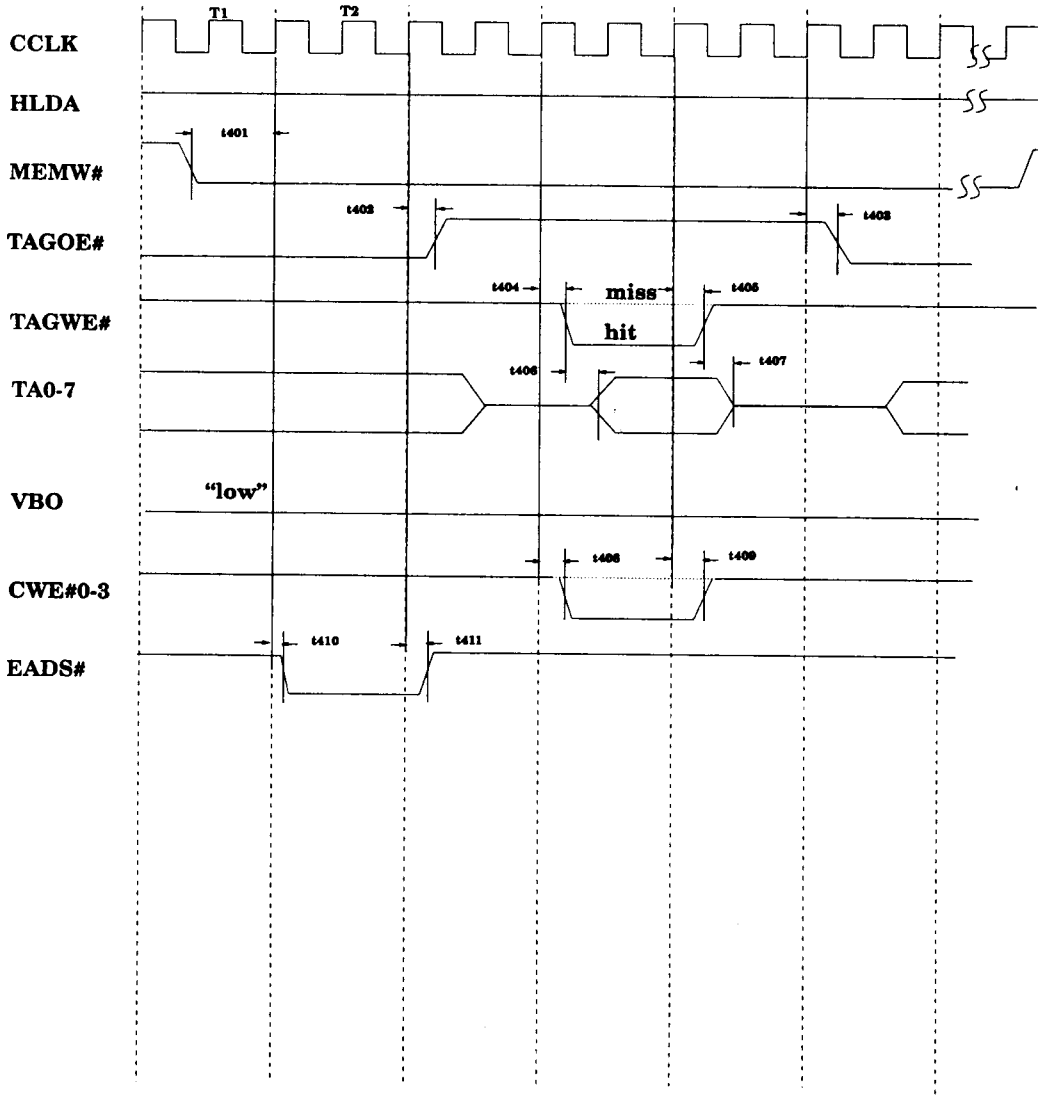 T1 T2
CCLK
HLDA
t401
MEMW#
t402 t403
TAGOE#
t404 miss t405
TAGWE# hit
t406 t407
TA0-7
"low"
VBO
t408 t409
CWE#0-3
t410 t411
EADS#